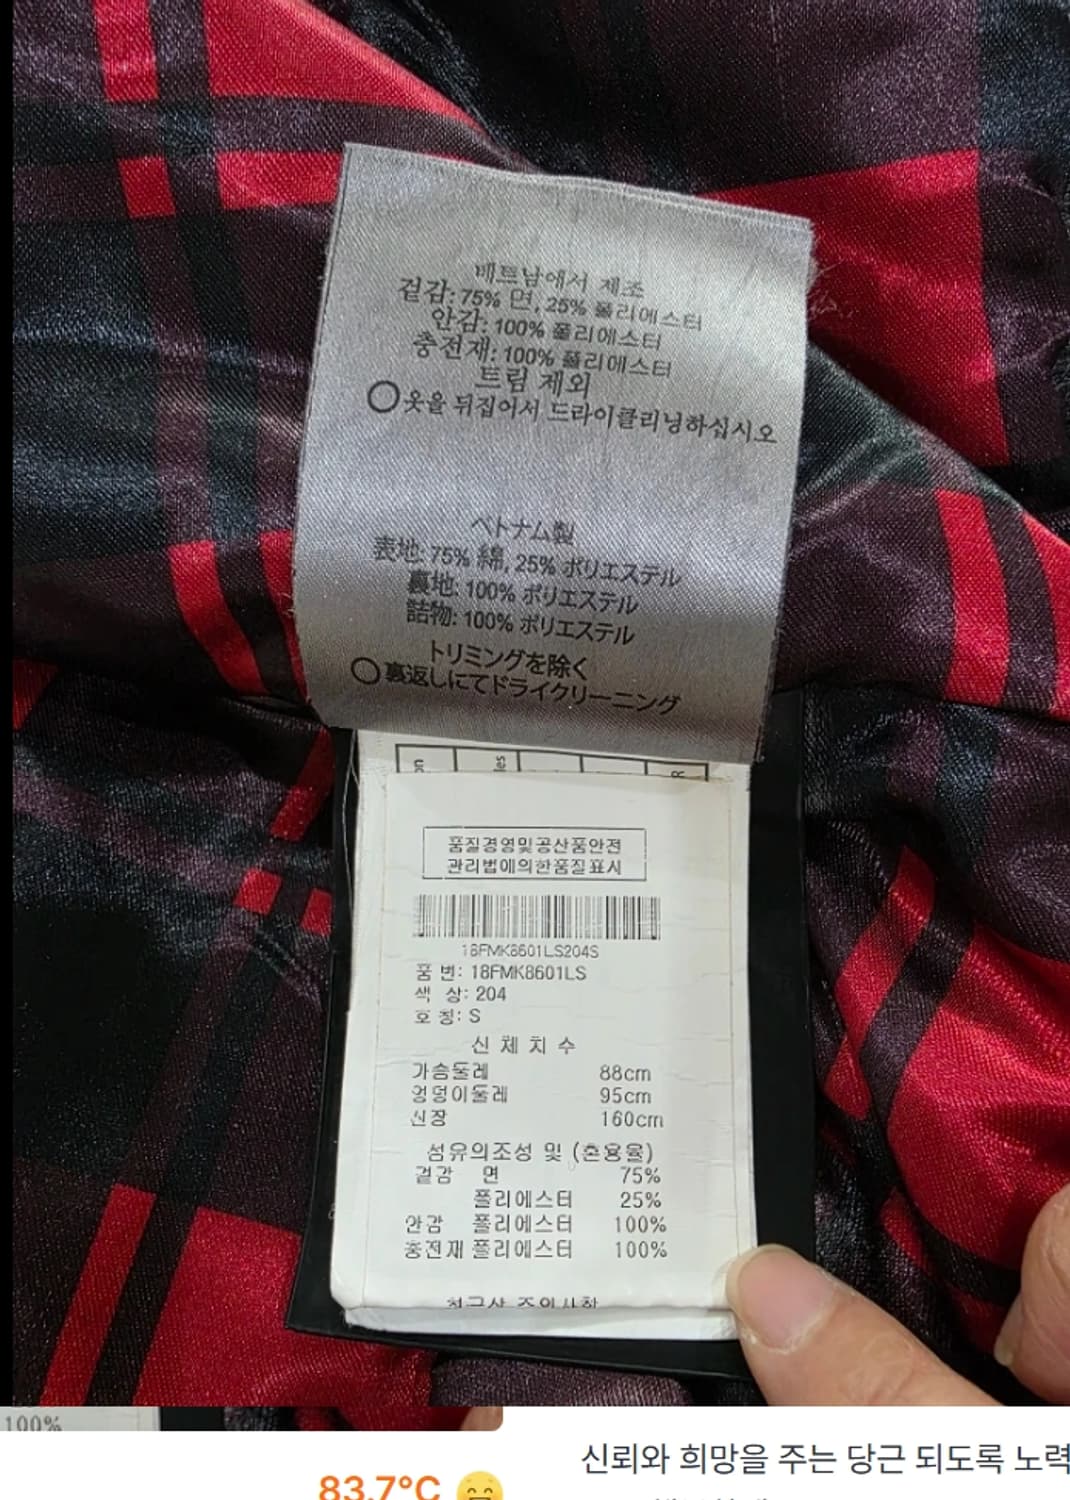 베트남에서 제조
겉감: 75% 면, 25% 폴리에스터
안감: 100% 폴리에스터
충전재: 100% 폴리에스터
트림 제외
옷을 뒤집어서 드라이클리닝하십시오
ベトナム製
表地: 75% 綿, 25% ポリエステル
裏地: 100% ポリエステル
詰物: 100% ポリエステル
トリミングを除く
裏返しにてドライクリーニング
on
les
R
품질경영및공산품안전
관리법에의한품질표시
18FMK8601LS204S
품 번: 18FMK8601LS
색 상: 204
호 칭: S
신 체 치 수
가슴둘레 88cm
엉덩이둘레 95cm
신장 160cm
섬유의조성 및 (혼용율)
겉감 면 75%
폴리에스터 25%
안감 폴리에스터 100%
충전재 폴리에스터 100%
취급상 주의사항
100%
신뢰와 희망을 주는 당근 되도록 노력
83.7°C